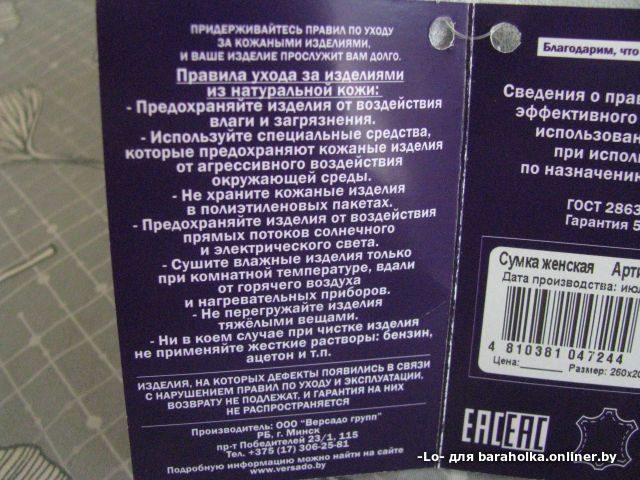 ПРИДЕРЖИВАЙТЕСЬ ПРАВИЛ ПО УХОДУ
ЗА КОЖАНЫМИ ИЗДЕЛИЯМИ,
И ВАШЕ ИЗДЕЛИЕ ПРОСЛУЖИТ ВАМ ДОЛГО.
Правила ухода за изделиями
из натуральной кожи:
- Предохраняйте изделия от воздействия
влаги и загрязнения.
- Используйте специальные средства,
которые предохраняют кожаные изделия
от агрессивного воздействия
окружающей среды.
- Не храните кожаные изделия
в полиэтиленовых пакетах.
- Предохраняйте изделия от воздействия
прямых потоков солнечного
и электрического света.
- Сушите влажные изделия только
при комнатной температуре, вдали
от горячего воздуха
и нагревательных приборов.
- Не перегружайте изделия
тяжёлыми вещами.
- Ни в коем случае при чистке изделия
не применяйте жесткие растворы: бензин,
ацетон и т.п.
ИЗДЕЛИЯ, НА КОТОРЫХ ДЕФЕКТЫ ПОЯВИЛИСЬ В СВЯЗИ
С НАРУШЕНИЕМ ПРАВИЛ ПО УХОДУ И ЭКСПЛУАТАЦИИ,
ВОЗВРАТУ НЕ ПОДЛЕЖАТ, И ГАРАНТИЯ НА НИХ
НЕ РАСПРОСТРАНЯЕТСЯ
Производитель: ООО "Версадо групп"
РБ, г. Минск
пр-т Победителей 23/1, 115
Тел. +375 (17) 306-25-81
Подробную информацию можно найти на сайте
www.versado.by
Благодарим, что
Сведения о
эффективного
при
по назначению
ГОСТ 2863
Гарантия 5
Сумка женская
Дата производства:
4 810381 047244
Цена: Размер: 260x20
EAC EAC
-Lo- для baraholka.onliner.by